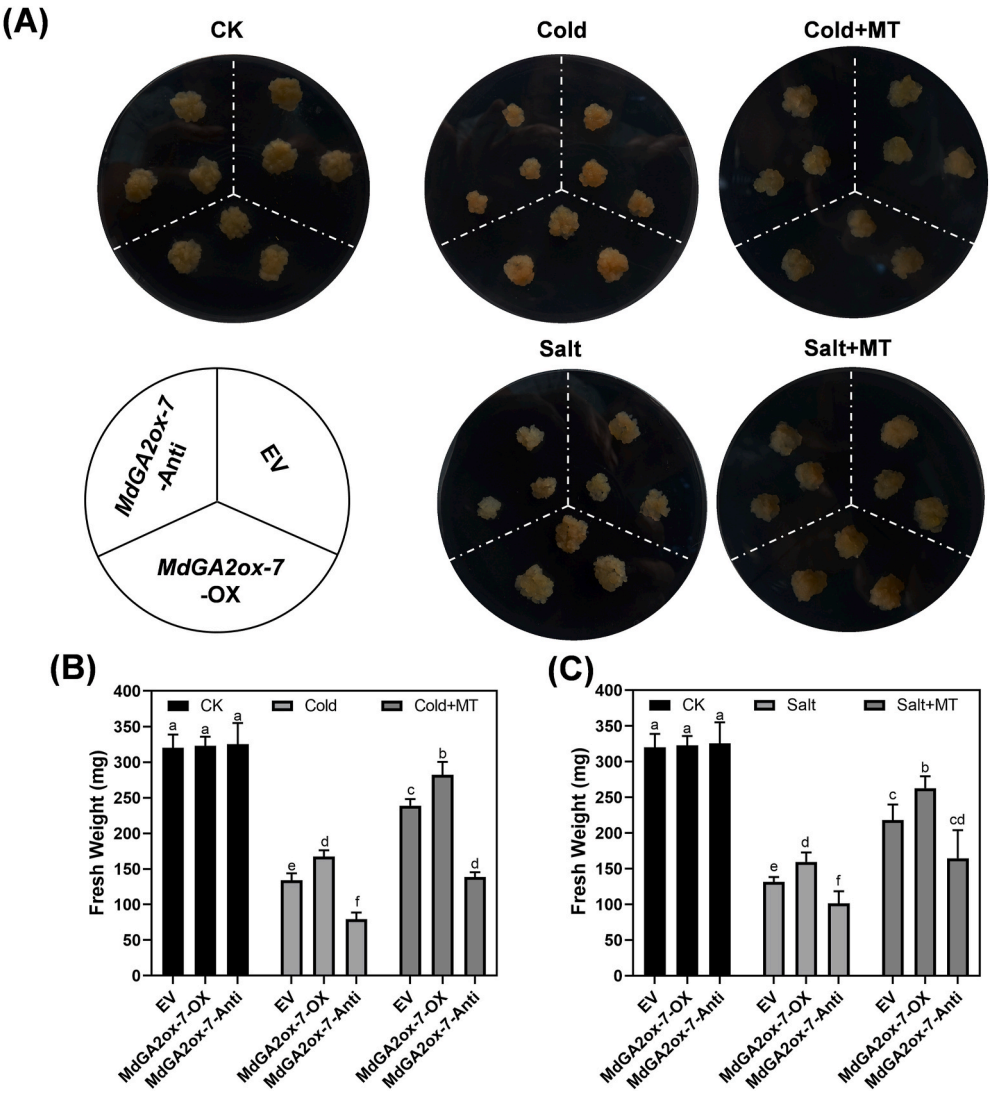 (A)
CK
Cold
Cold+MT
Salt
Salt+MT
MdGA2ox-7
-Anti
EV
MdGA2ox-7
-OX
(B)
CK Cold Cold+MT
Fresh Weight (mg)
400
350
300
250
200
150
100
50
0
a a a
e d f
c b d
EV
MdGA2ox-7-OX
MdGA2ox-7-Anti
EV
MdGA2ox-7-OX
MdGA2ox-7-Anti
EV
MdGA2ox-7-OX
MdGA2ox-7-Anti
(C)
CK Salt Salt+MT
Fresh Weight (mg)
400
350
300
250
200
150
100
50
0
a a a
e d f
c b cd
EV
MdGA2ox-7-OX
MdGA2ox-7-Anti
EV
MdGA2ox-7-OX
MdGA2ox-7-Anti
EV
MdGA2ox-7-OX
MdGA2ox-7-Anti